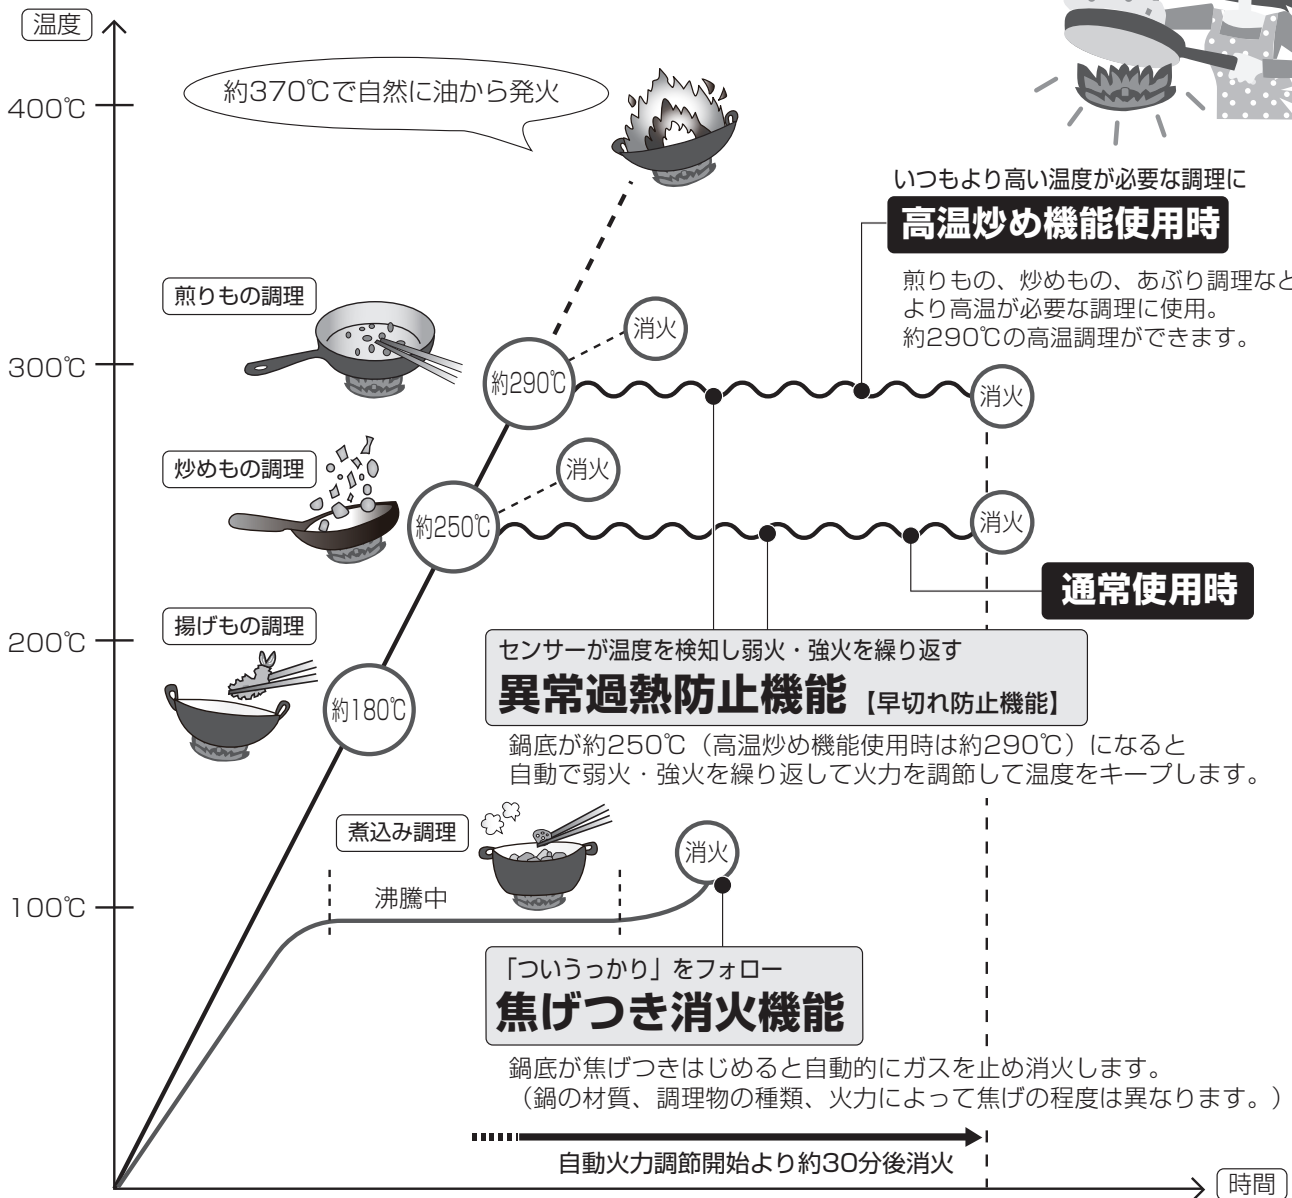 温度
400℃
約370℃で自然に油から発火
いつもより高い温度が必要な調理に
高温炒め機能使用時
煎りもの、炒めもの、あぶり調理など
より高温が必要な調理に使用。
約290℃の高温調理ができます。
煎りもの調理
消火
300℃
約290℃
消火
炒めもの調理
消火
約250℃
消火
通常使用時
揚げもの調理
200℃
約180℃
センサーが温度を検知し弱火・強火を繰り返す
異常過熱防止機能【早切れ防止機能】
鍋底が約250℃（高温炒め機能使用時は約290℃）になると
自動で弱火・強火を繰り返して火力を調節して温度をキープします。
煮込み調理
消火
沸騰中
100℃
「ついうっかり」をフォロー
焦げつき消火機能
鍋底が焦げつきはじめると自動的にガスを止め消火します。
（鍋の材質、調理物の種類、火力によって焦げの程度は異なります。）
自動火力調節開始より約30分後消火
時間